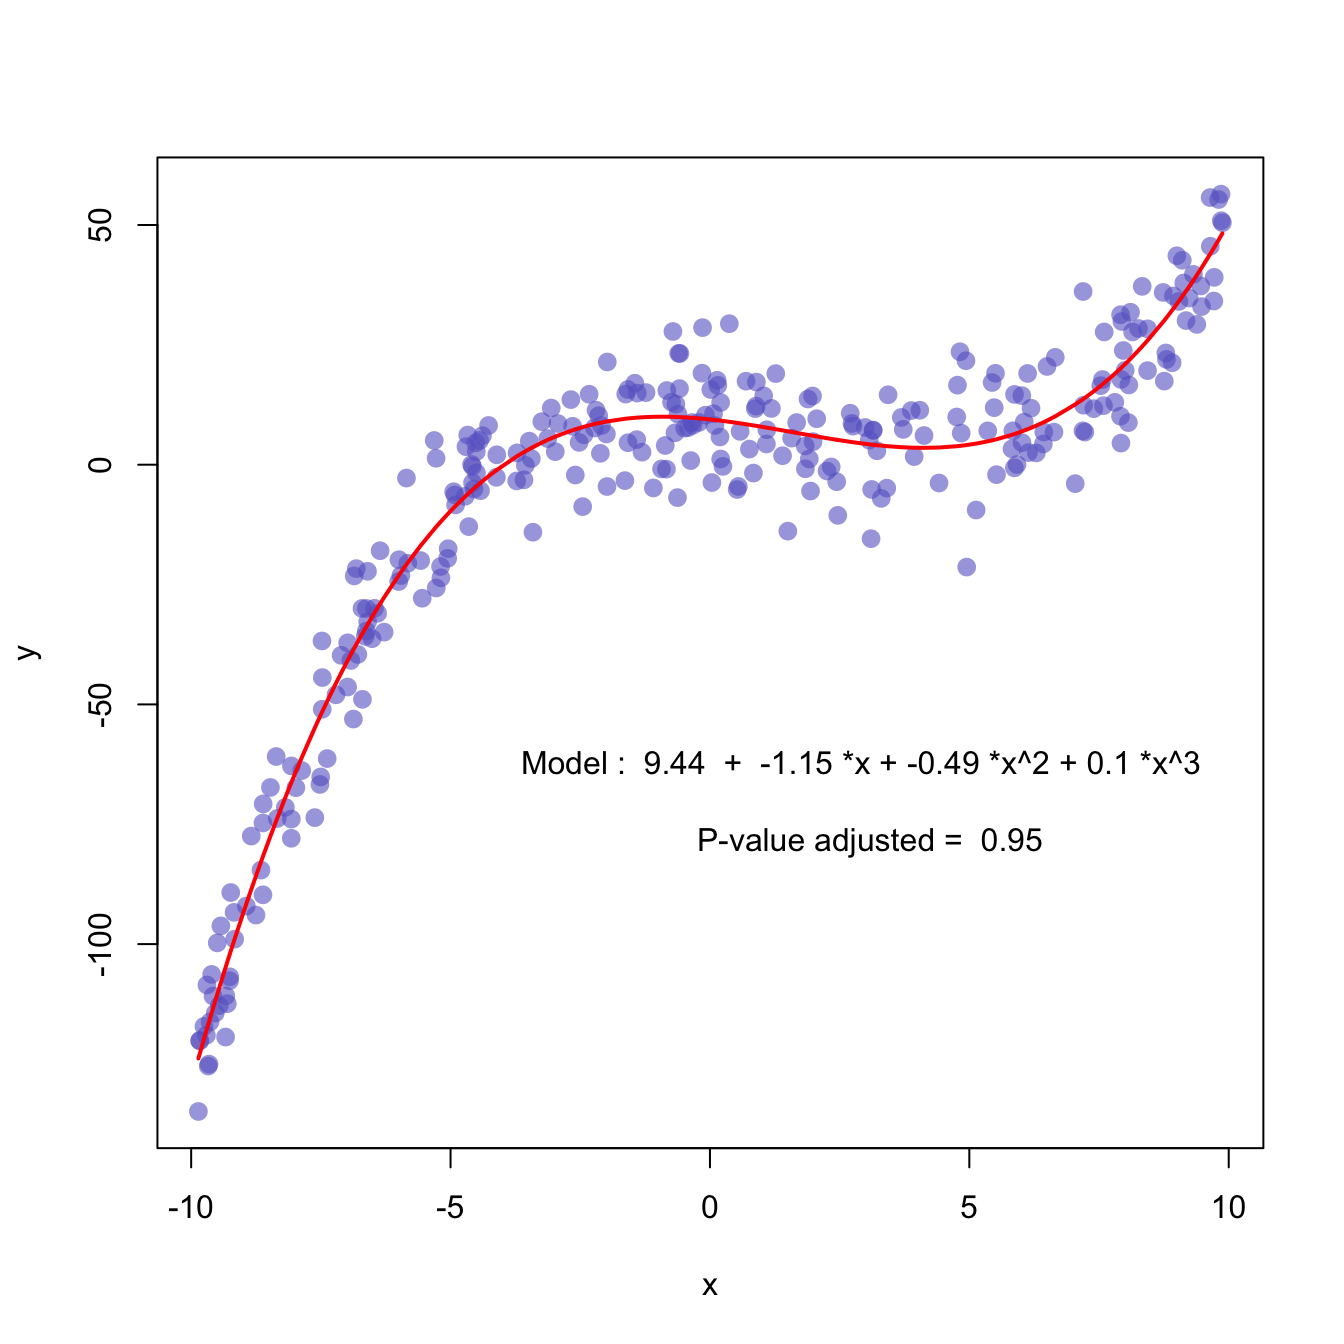 50
0
-50
-100
y
Model :  9.44  +  -1.15 *x + -0.49 *x^2 + 0.1 *x^3
P-value adjusted =  0.95
-10 -5 0 5 10
x